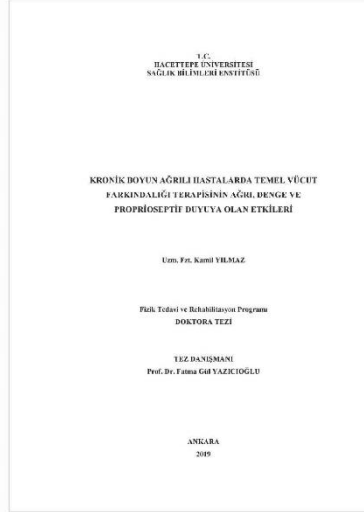 T.C.
HACETTEPE ÜNİVERSİTESİ
SAĞLIK BİLİMLERİ ENSTİTÜSÜ
KRONİK BOYUN AĞRILI HASTALARDA TEMEL VÜCUT
FARKINDALIĞI TERAPİSİNİN AĞRI, DENGE VE
PROPRİOSEPTİF DUYUYA OLAN ETKİLERİ
Uzm. Fzt. Kamil YILMAZ
Fizik Tedavi ve Rehabilitasyon Programı
DOKTORA TEZİ
TEZ DANIŞMANI
Prof. Dr. Fatma Gül YAZICIOĞLU
ANKARA
2019